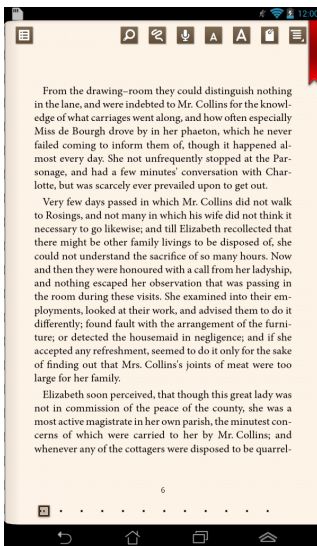 12:00
A A
From the drawing-room they could distinguish nothing
in the lane, and were indebted to Mr. Collins for the knowl-
edge of what carriages went along, and how often especially
Miss de Bourgh drove by in her phaeton, which he never
failed coming to inform them of, though it happened al-
most every day. She not unfrequently stopped at the Par-
sonage, and had a few minutes' conversation with Char-
lotte, but was scarcely ever prevailed upon to get out.
Very few days passed in which Mr. Collins did not walk
to Rosings, and not many in which his wife did not think it
necessary to go likewise; and till Elizabeth recollected that
there might be other family livings to be disposed of, she
could not understand the sacrifice of so many hours. Now
and then they were honoured with a call from her ladyship,
and nothing escaped her observation that was passing in
the room during these visits. She examined into their em-
ployments, looked at their work, and advised them to do it
differently; found fault with the arrangement of the furni-
ture; or detected the housemaid in negligence; and if she
accepted any refreshment, seemed to do it only for the sake
of finding out that Mrs. Collins's joints of meat were too
large for her family.
Elizabeth soon perceived, that though this great lady was
not in commission of the peace of the county, she was a
most active magistrate in her own parish, the minutest con-
cerns of which were carried to her by Mr. Collins; and
whenever any of the cottagers were disposed to be quarrel-
6